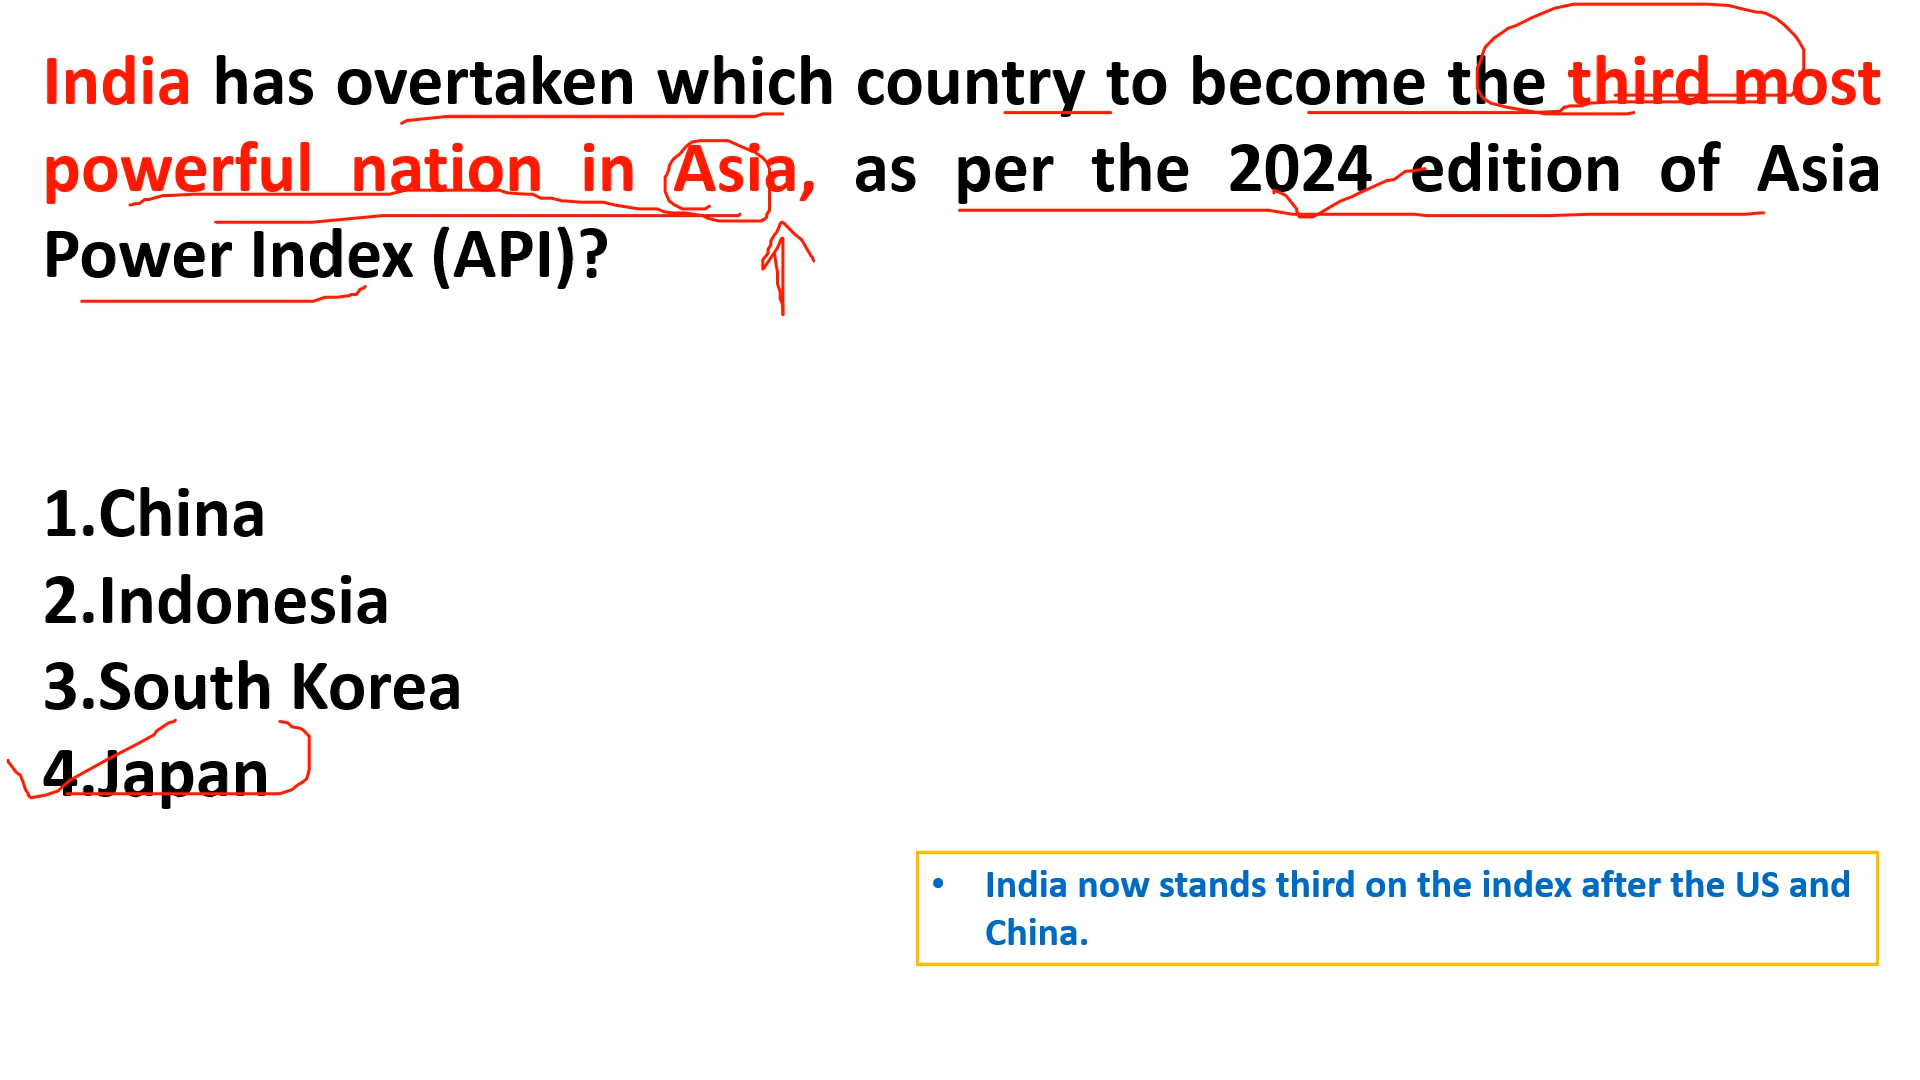 India has overtaken which country to become the third most
powerful nation in Asia, as per the 2024 edition of Asia
Power Index (API)?
1.China
2.Indonesia
3.South Korea
4.Japan
• India now stands third on the index after the US and
China.